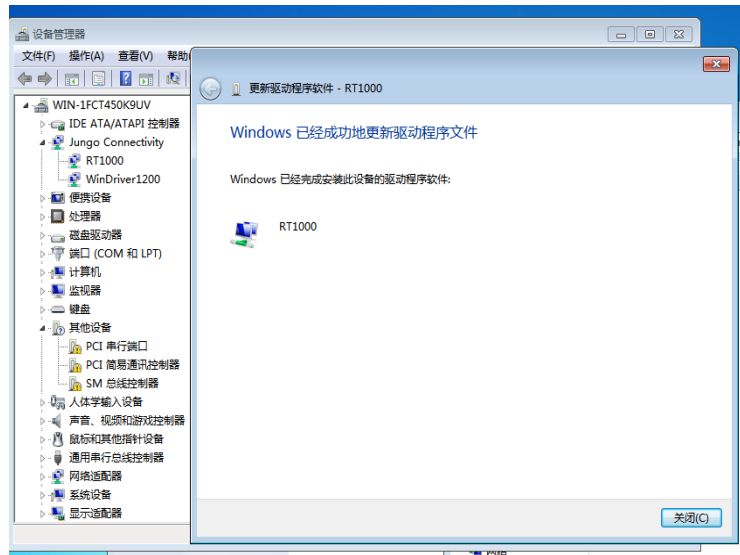 设备管理器
文件(F) 操作(A) 查看(V) 帮助
WIN-1FCT450K9UV
IDE ATA/ATAPI 控制器
Jungo Connectivity
RT1000
WinDriver1200
便携设备
处理器
磁盘驱动器
端口 (COM 和 LPT)
计算机
监视器
键盘
其他设备
PCI 串行端口
PCI 简易通讯控制器
SM 总线控制器
人体学输入设备
声音、视频和游戏控制器
鼠标和其他指针设备
通用串行总线控制器
网络适配器
系统设备
显示适配器
更新驱动程序软件 - RT1000
Windows 已经成功地更新驱动程序文件
Windows 已经完成安装此设备的驱动程序软件:
RT1000
关闭(C)